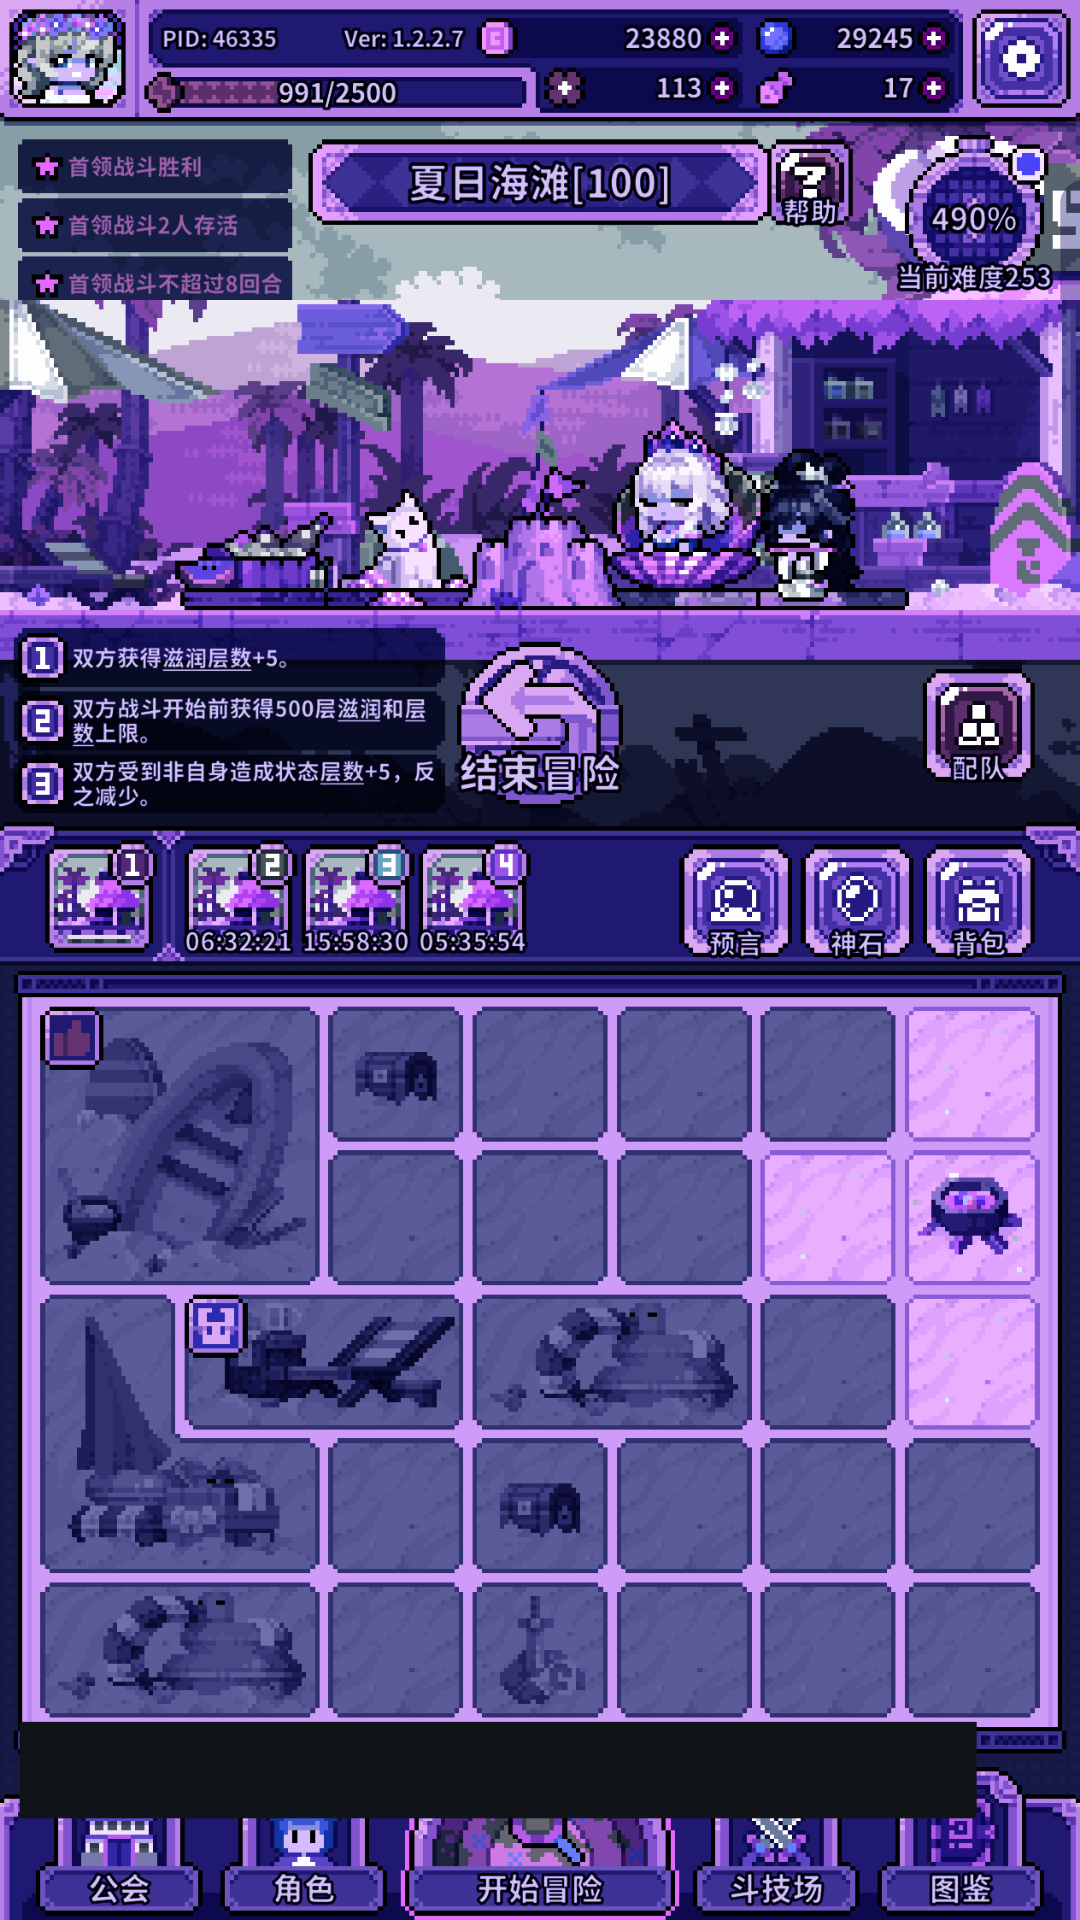 PID: 46335
Ver: 1.2.2.7
23880
29245
991/2500
113
17
首领战斗胜利
首领战斗2人存活
首领战斗不超过8回合
夏日海滩[100]
帮助
490%
当前难度253
1 双方获得滋润层数+5。
2 双方战斗开始前获得500层滋润和层
数上限。
3 双方受到非自身造成状态层数+5，反
之减少。
结束冒险
配队
1
2
3
4
06:32:21
15:58:30
05:35:54
预言
神石
背包
公会
角色
开始冒险
斗技场
图鉴